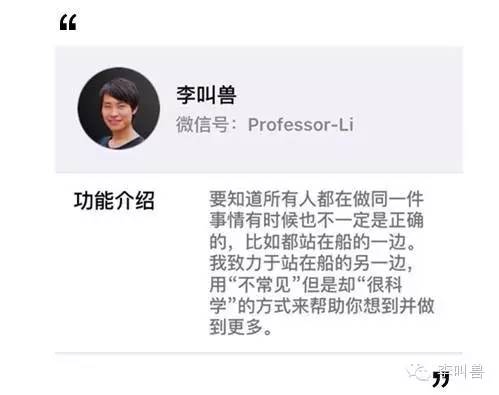 “
李叫兽
微信号：Professor-Li
功能介绍
要知道所有人都在做同一件
事情有时候也不一定是正确
的，比如都站在船的一边。
我致力于站在船的另一边，
用“不常见”但是却“很科
学”的方式来帮助你想到并做
到更多。
李叫兽
”